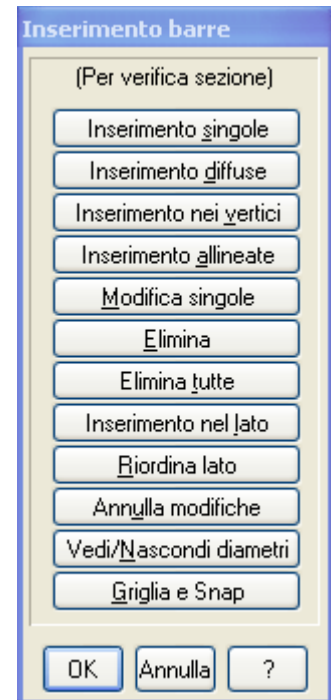 Inserimento barre
(Per verifica sezione)
Inserimento singole
Inserimento diffuse
Inserimento nei vertici
Inserimento allineate
Modifica singole
Elimina
Elimina tutte
Inserimento nel lato
Riordina lato
Annulla modifiche
Vedi/Nascondi diametri
Griglia e Snap
OK Annulla ?